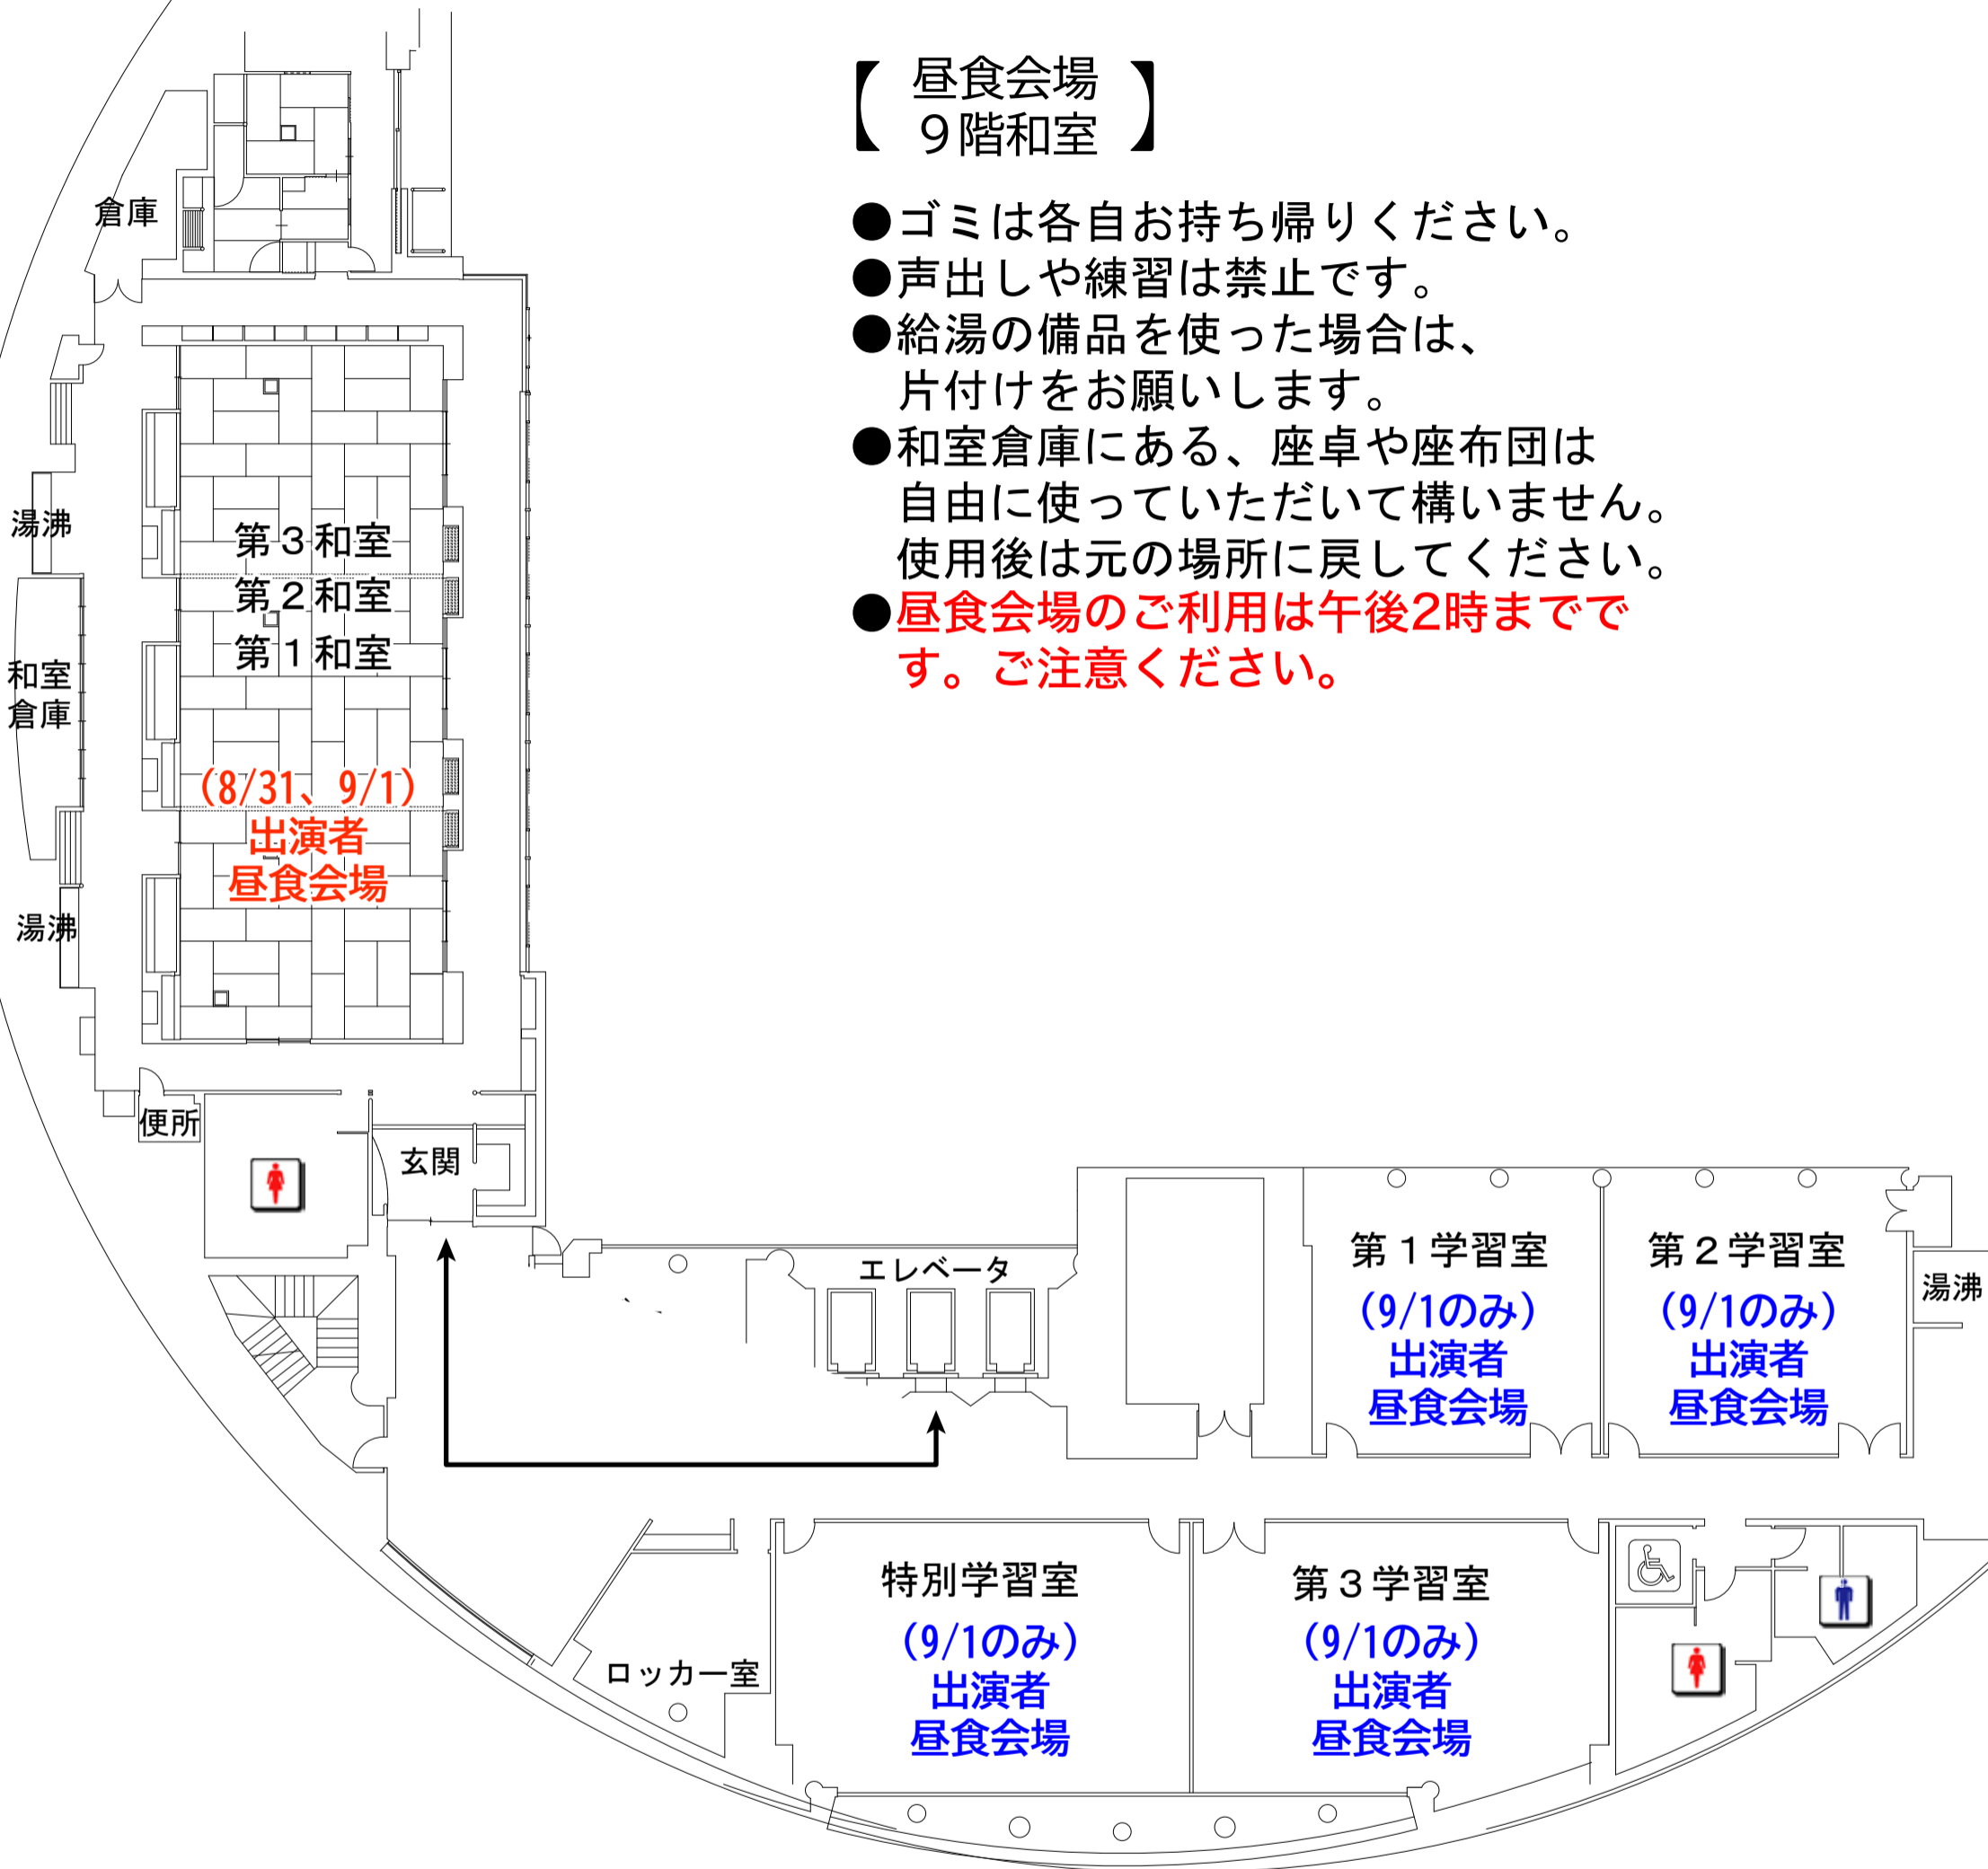 【 昼食会場
９階和室 】
●ゴミは各自お持ち帰りください。
●声出しや練習は禁止です。
●給湯の備品を使った場合は、
片付けをお願いします。
●和室倉庫にある、座卓や座布団は
自由に使っていただいて構いません。
使用後は元の場所に戻してください。
●昼食会場のご利用は午後2時までで
す。ご注意ください。
倉庫
湯沸
第３和室
第２和室
第１和室
和室
倉庫
（8/31、9/1）
出演者
昼食会場
湯沸
便所
玄関
エレベータ
第１学習室
（9/1のみ）
出演者
昼食会場
第２学習室
（9/1のみ）
出演者
昼食会場
湯沸
特別学習室
（9/1のみ）
出演者
昼食会場
第３学習室
（9/1のみ）
出演者
昼食会場
ロッカー室